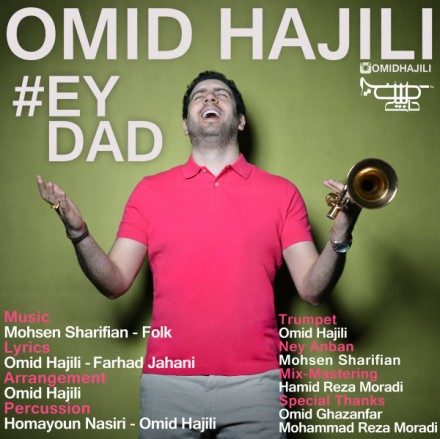 OMID HAJILI
OMIDHAJILI
#EY
DAD
Music
Mohsen Sharifian - Folk
Lyrics
Omid Hajili - Farhad Jahani
Arrangement
Omid Hajili
Percussion
Homayoun Nasiri - Omid Hajili
Trumpet
Omid Hajili
Ney Anban
Mohsen Sharifian
Mix-Mastering
Hamid Reza Moradi
Special Thanks
Omid Ghazanfar
Mohammad Reza Moradi